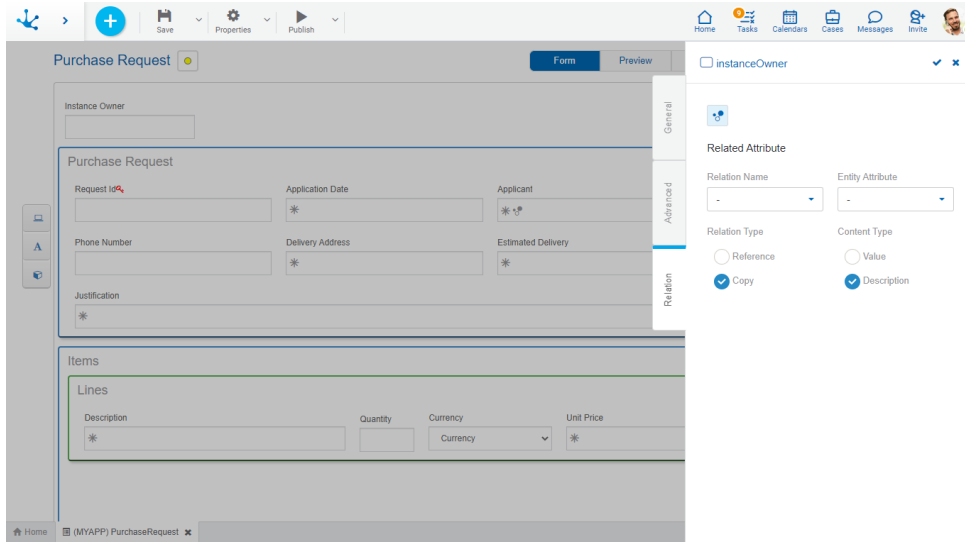 Save
Properties
Publish
Home
9
Tasks
Calendars
Cases
Messages
Invite
Purchase Request
Form
Preview
Instance Owner
Purchase Request
Request Id
Application Date
Applicant
Phone Number
Delivery Address
Estimated Delivery
Justification
Items
Lines
Description
Quantity
Currency
Unit Price
Currency
A
General
Advanced
Relation
instanceOwner
Related Attribute
Relation Name
Entity Attribute
-
-
Relation Type
Content Type
Reference
Value
Copy
Description
Home
(MYAPP) PurchaseRequest